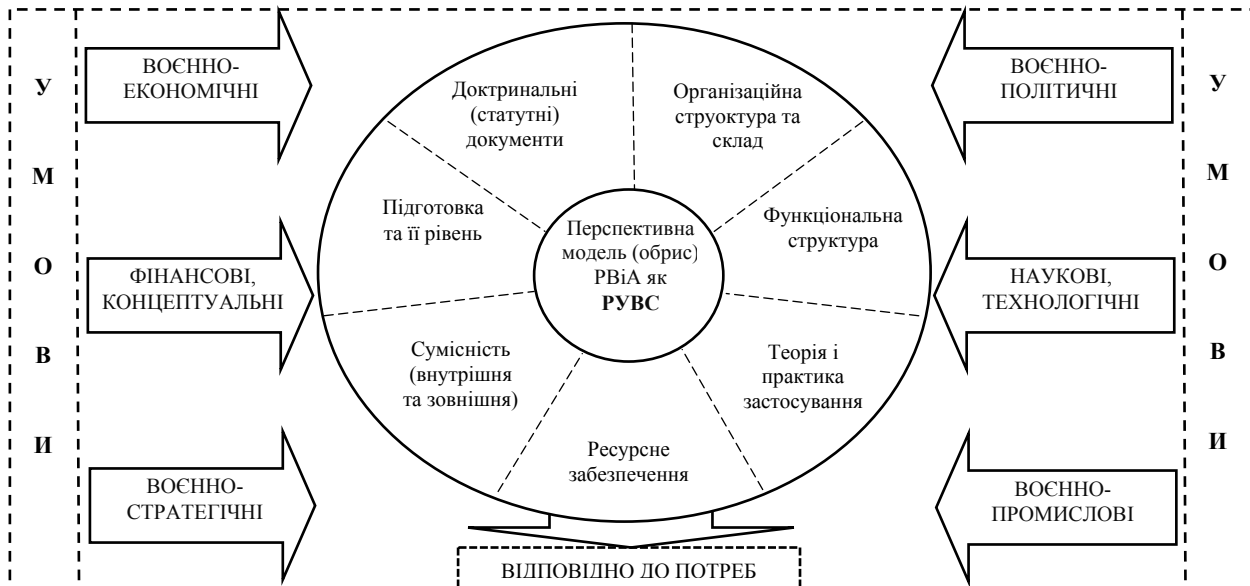 У
М
О
В
И
ВОЄННО-
ЕКОНОМІЧНІ
ФІНАНСОВІ,
КОНЦЕПТУАЛЬНІ
ВОЄННО-
СТРАТЕГІЧНІ
Доктринальні
(статутні)
документи
Організаційна
струоктура та
склад
Підготовка
та її рівень
Функціональна
структура
Перспективна
модель (обрис)
РВіА як
РУВС
Сумісність
(внутрішня
та зовнішня)
Теорія і
практика
застосування
Ресурсне
забезпечення
ВОЄННО-
ПОЛІТИЧНІ
НАУКОВІ,
ТЕХНОЛОГІЧНІ
ВОЄННО-
ПРОМИСЛОВІ
У
М
О
В
И
ВІДПОВІДНО ДО ПОТРЕБ